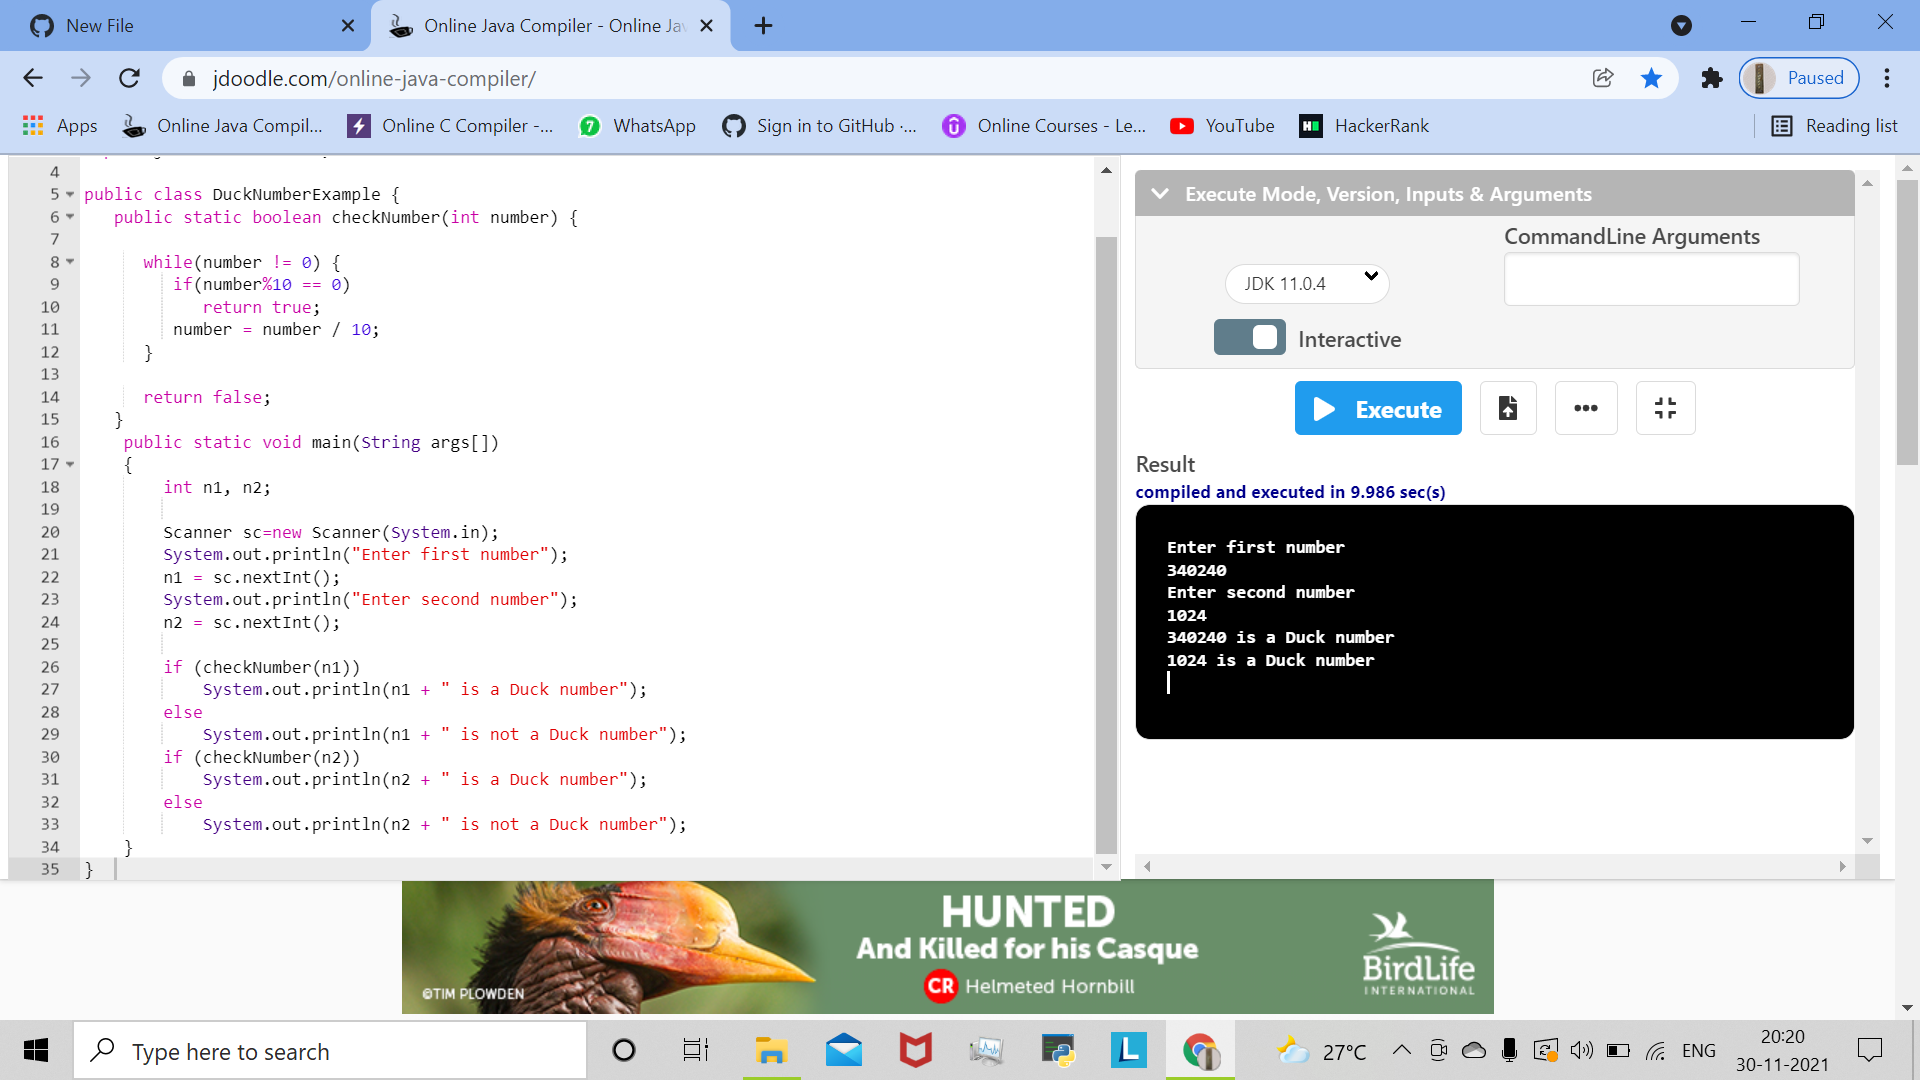 New File
Online Java Compiler - Online Ja
jdoodle.com/online-java-compiler/
Paused
Apps
Online Java Compil...
Online C Compiler -...
7
WhatsApp
Sign in to GitHub ·...
Online Courses - Le...
YouTube
HackerRank
Reading list
4
5 public class DuckNumberExample {
6 public static boolean checkNumber(int number) {
7
8 while(number != 0) {
9 if(number%10 == 0)
10 return true;
11 number = number / 10;
12 }
13
14 return false;
15 }
16 public static void main(String args[])
17 {
18 int n1, n2;
19
20 Scanner sc=new Scanner(System.in);
21 System.out.println("Enter first number");
22 n1 = sc.nextInt();
23 System.out.println("Enter second number");
24 n2 = sc.nextInt();
25
26 if (checkNumber(n1))
27 System.out.println(n1 + " is a Duck number");
28 else
29 System.out.println(n1 + " is not a Duck number");
30 if (checkNumber(n2))
31 System.out.println(n2 + " is a Duck number");
32 else
33 System.out.println(n2 + " is not a Duck number");
34 }
35 }
Execute Mode, Version, Inputs & Arguments
CommandLine Arguments
JDK 11.0.4
Interactive
Execute
Result
compiled and executed in 9.986 sec(s)
Enter first number
340240
Enter second number
1024
340240 is a Duck number
1024 is a Duck number
HUNTED
And Killed for his Casque
CR Helmeted Hornbill
©TIM PLOWDEN
BirdLife
INTERNATIONAL
Type here to search
L
27°C
ENG
20:20
30-11-2021